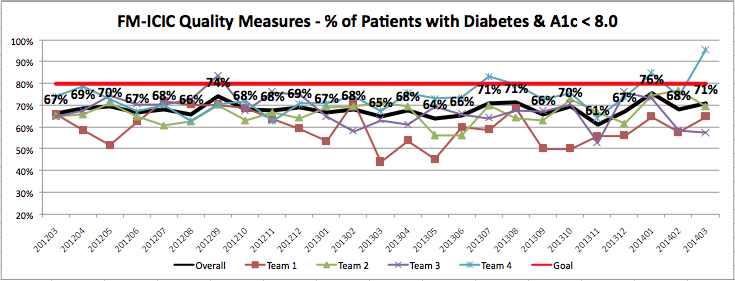 FM-ICIC Quality Measures - % of Patients with Diabetes & A1c < 8.0
100%
90%
80%
70%
60%
50%
40%
30%
20%
67% 69% 70% 67% 68% 66% 74% 68% 68% 69% 67% 68% 65% 68% 64% 66% 71% 71% 66% 70% 61% 67% 76% 68% 71%
201203 201204 201205 201206 201207 201208 201209 201210 201211 201212 201301 201302 201303 201304 201305 201306 201307 201308 201309 201310 201311 201312 201401 201402 201403
Overall Team 1 Team 2 Team 3 Team 4 Goal